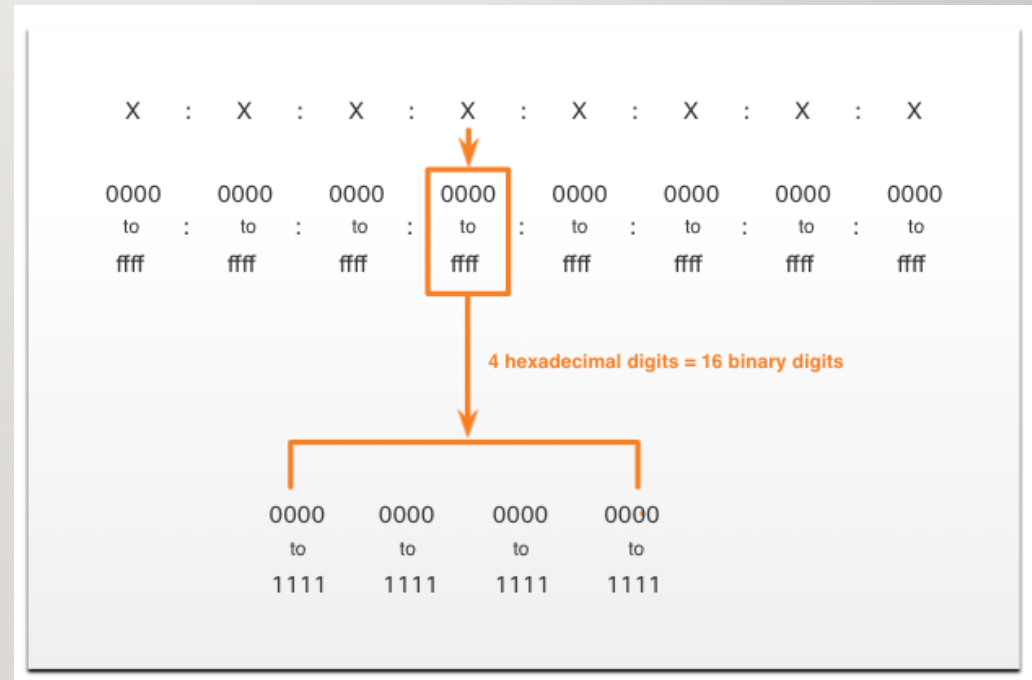 X : X : X : X : X : X : X : X
0000 0000 0000 0000 0000 0000 0000 0000
to : to : to : to : to : to : to : to
ffff ffff ffff ffff ffff ffff ffff ffff
4 hexadecimal digits = 16 binary digits
0000 0000 0000 0000
to to to to
1111 1111 1111 1111